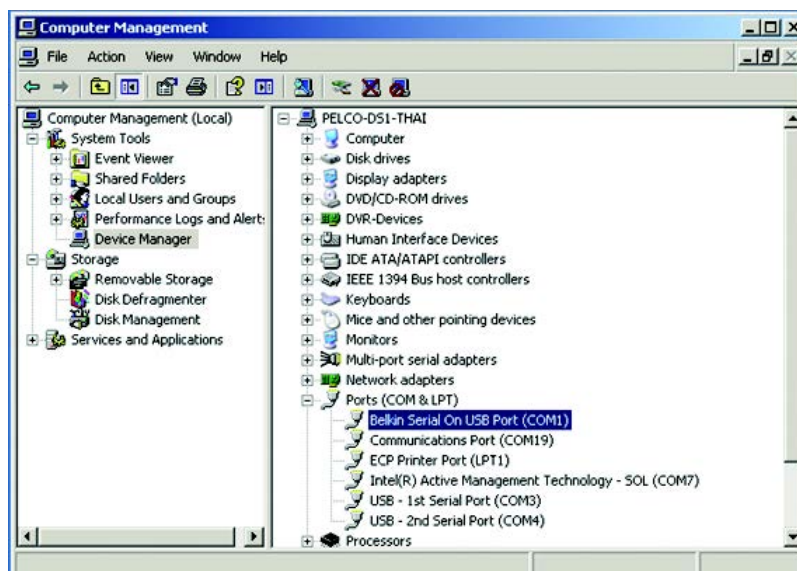 Computer Management
File Action View Window Help
Computer Management (Local)
System Tools
Event Viewer
Shared Folders
Local Users and Groups
Performance Logs and Alert
Device Manager
Storage
Removable Storage
Disk Defragmenter
Disk Management
Services and Applications
PELCO-DS1-THAI
Computer
Disk drives
Display adapters
DVD/CD-ROM drives
DVR-Devices
Human Interface Devices
IDE ATA/ATAPI controllers
IEEE 1394 Bus host controllers
Keyboards
Mice and other pointing devices
Monitors
Multi-port serial adapters
Network adapters
Ports (COM & LPT)
Belkin Serial On USB Port (COM1)
Communications Port (COM19)
ECP Printer Port (LPT1)
Intel(R) Active Management Technology - SOL (COM7)
USB - 1st Serial Port (COM3)
USB - 2nd Serial Port (COM4)
Processors